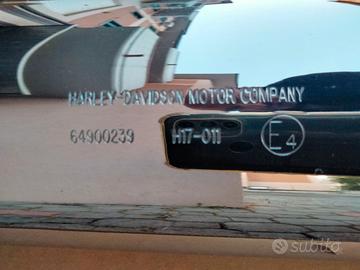 HARLEY-DAVIDSON MOTOR COMPANY
64900239 H17-011 E4
subito